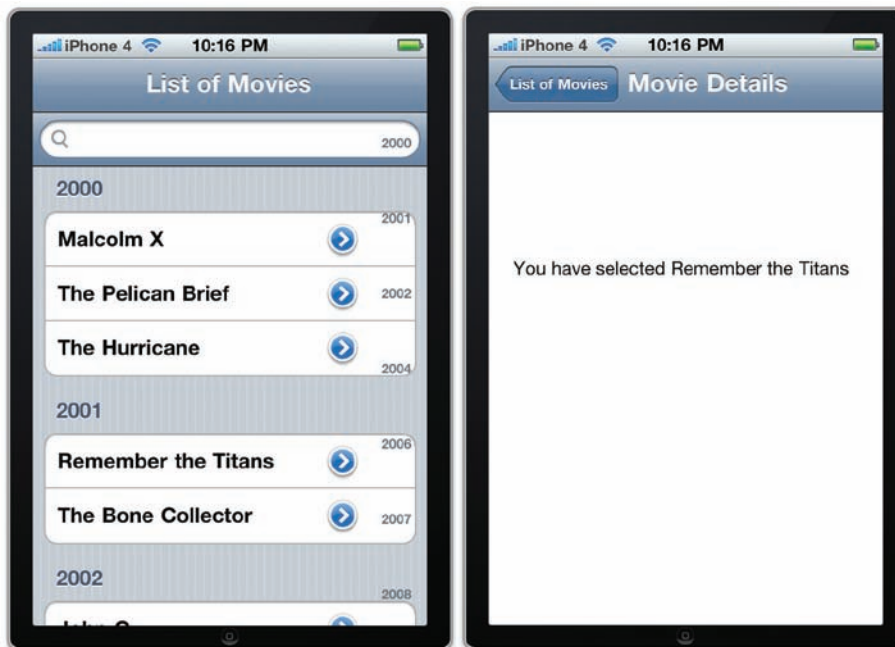 iPhone 4 10:16 PM
List of Movies
2000
2000
2001
Malcolm X
The Pelican Brief
2002
The Hurricane
2004
2001
2006
Remember the Titans
The Bone Collector
2007
2002
2008
iPhone 4 10:16 PM
List of Movies Movie Details
You have selected Remember the Titans